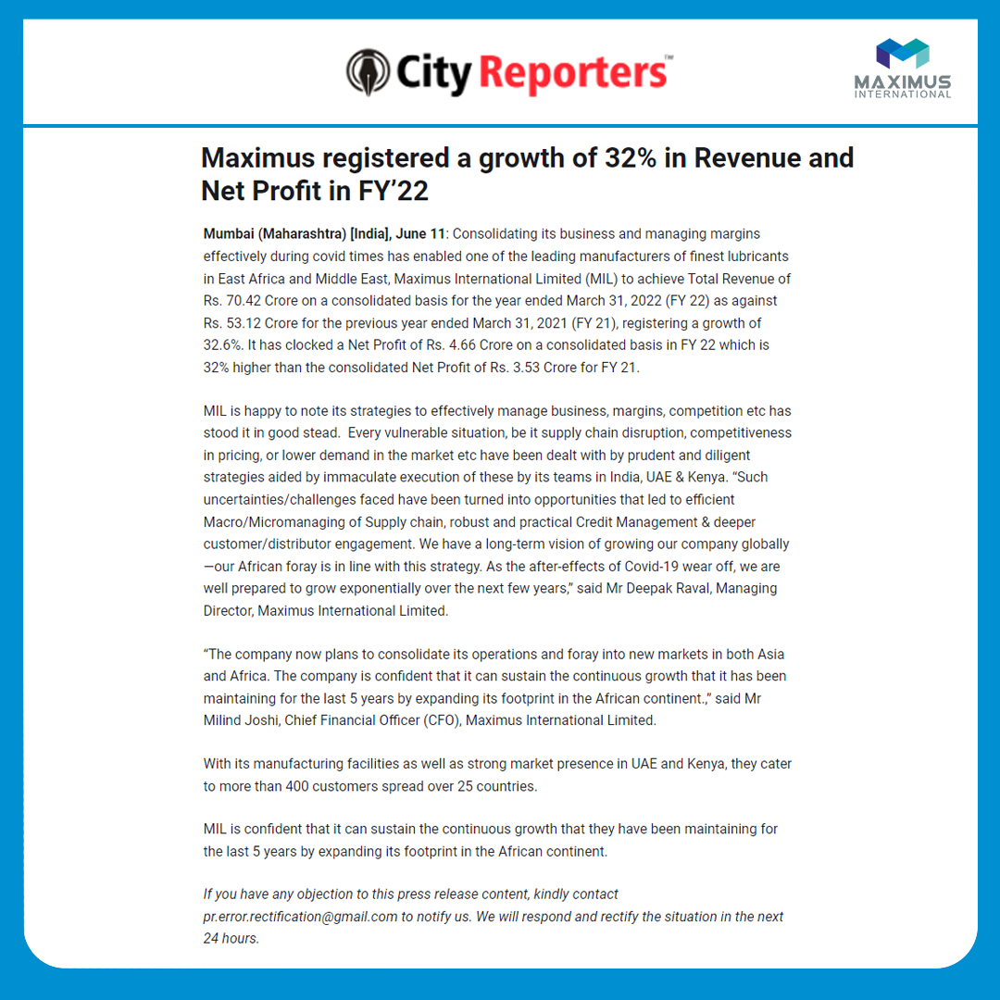 City Reporters™
MAXIMUS
INTERNATIONAL
Maximus registered a growth of 32% in Revenue and
Net Profit in FY’22
Mumbai (Maharashtra) [India], June 11: Consolidating its business and managing margins
effectively during covid times has enabled one of the leading manufacturers of finest lubricants
in East Africa and Middle East, Maximus International Limited (MIL) to achieve Total Revenue of
Rs. 70.42 Crore on a consolidated basis for the year ended March 31, 2022 (FY 22) as against
Rs. 53.12 Crore for the previous year ended March 31, 2021 (FY 21), registering a growth of
32.6%. It has clocked a Net Profit of Rs. 4.66 Crore on a consolidated basis in FY 22 which is
32% higher than the consolidated Net Profit of Rs. 3.53 Crore for FY 21.
MIL is happy to note its strategies to effectively manage business, margins, competition etc has
stood it in good stead.  Every vulnerable situation, be it supply chain disruption, competitiveness
in pricing, or lower demand in the market etc have been dealt with by prudent and diligent
strategies aided by immaculate execution of these by its teams in India, UAE & Kenya. “Such
uncertainties/challenges faced have been turned into opportunities that led to efficient
Macro/Micromanaging of Supply chain, robust and practical Credit Management & deeper
customer/distributor engagement. We have a long-term vision of growing our company globally
—our African foray is in line with this strategy. As the after-effects of Covid-19 wear off, we are
well prepared to grow exponentially over the next few years,” said Mr Deepak Raval, Managing
Director, Maximus International Limited.
“The company now plans to consolidate its operations and foray into new markets in both Asia
and Africa. The company is confident that it can sustain the continuous growth that it has been
maintaining for the last 5 years by expanding its footprint in the African continent.,” said Mr
Milind Joshi, Chief Financial Officer (CFO), Maximus International Limited.
With its manufacturing facilities as well as strong market presence in UAE and Kenya, they cater
to more than 400 customers spread over 25 countries.
MIL is confident that it can sustain the continuous growth that they have been maintaining for
the last 5 years by expanding its footprint in the African continent.
If you have any objection to this press release content, kindly contact
pr.error.rectification@gmail.com to notify us. We will respond and rectify the situation in the next
24 hours.